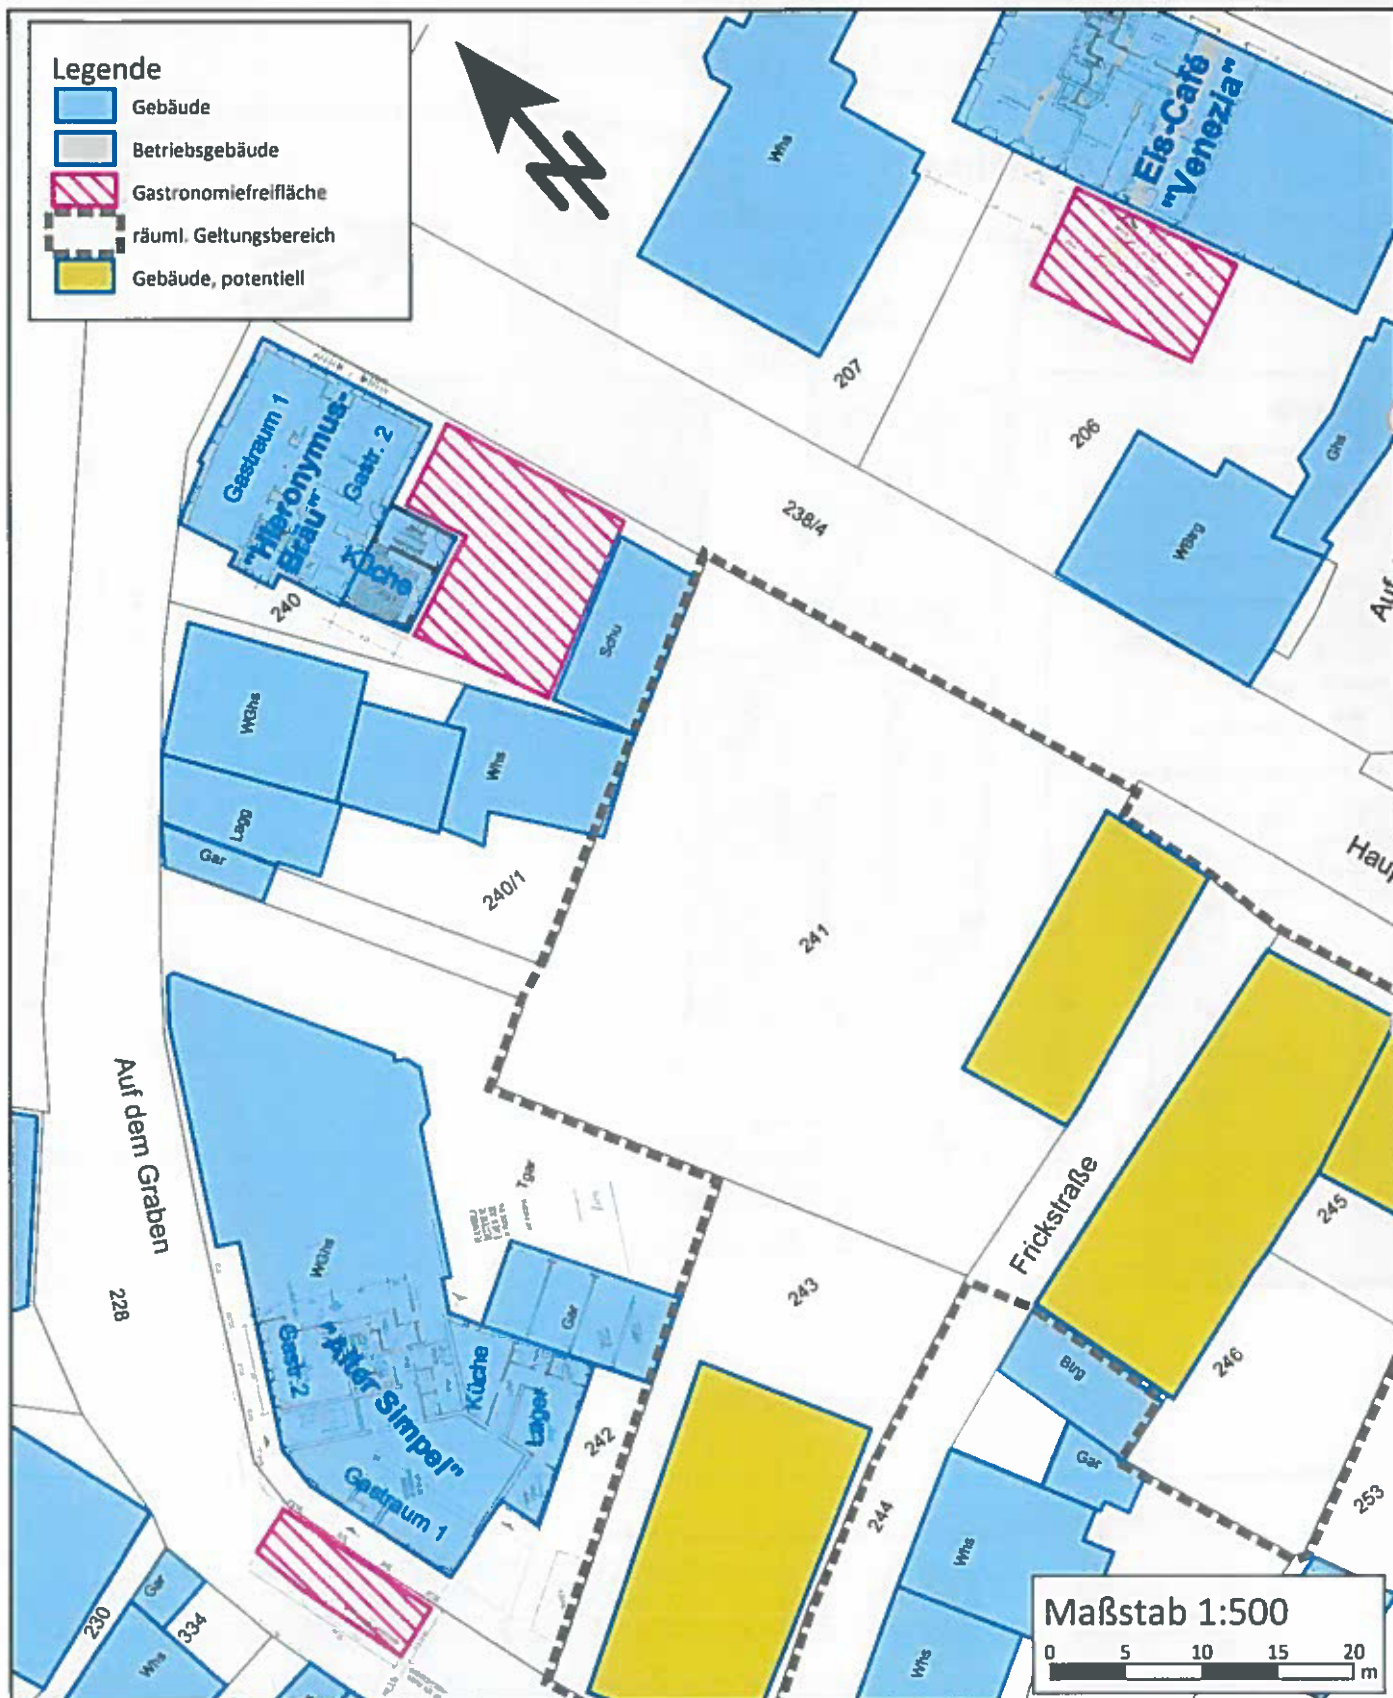 Legende
Gebäude
Betriebsgebäude
Gastronomiefreifläche
räuml. Geltungsbereich
Gebäude, potentiell
N
Whs
Eis-Café
"Venezia"
207
206
Ghs
WBrg
Auf
238/4
Gastraum 1
"Hieronymus-
Bräu"
Gastr. 2
Küche
240
Schu
WGhs
Whs
Lagg
Gar
240/1
241
Haup
Auf dem Graben
228
Tgar
WGhs
Gar
Gastr. 2
"Alter Simpel"
Küche
Lager
Gastraum 1
242
243
Frickstraße
245
246
Brg
Gar
244
253
Whs
Whs
230
Gar
334
Whs
Maßstab 1:500
0 5 10 15 20
m